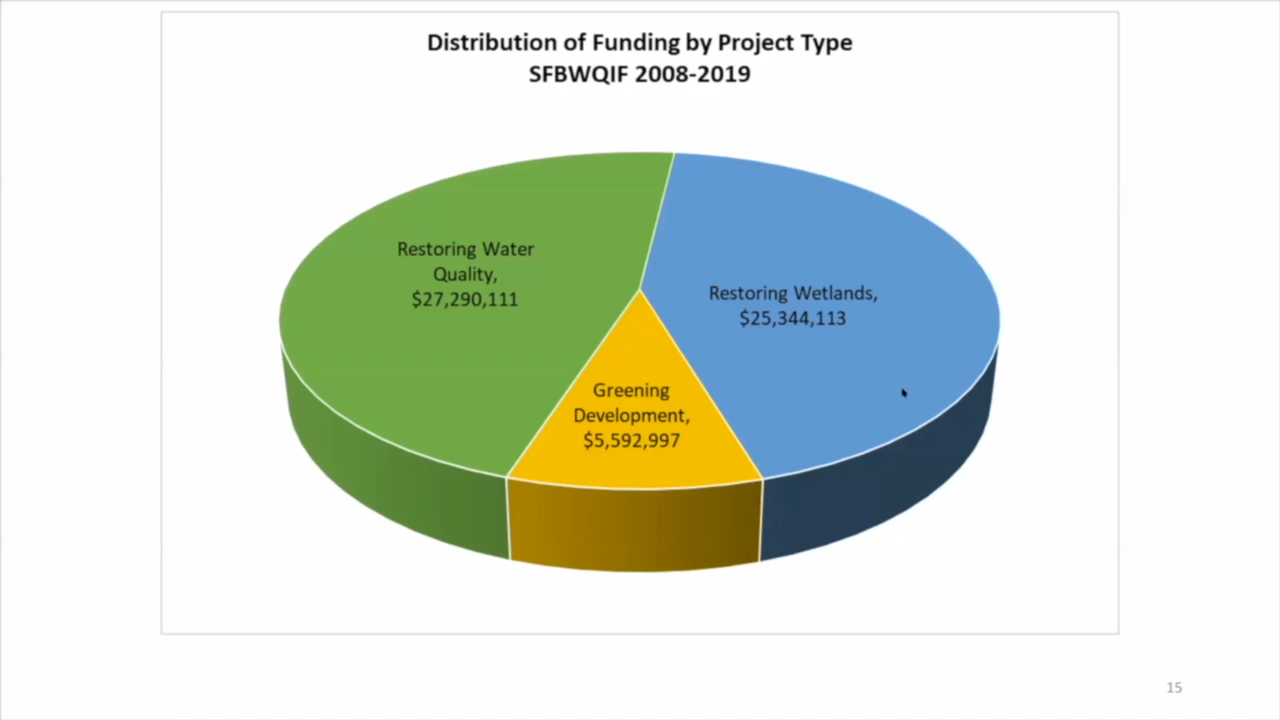 Distribution of Funding by Project Type
SFBWQIF 2008-2019
Restoring Water
Quality,
$27,290,111
Restoring Wetlands,
$25,344,113
Greening
Development,
$5,592,997
15